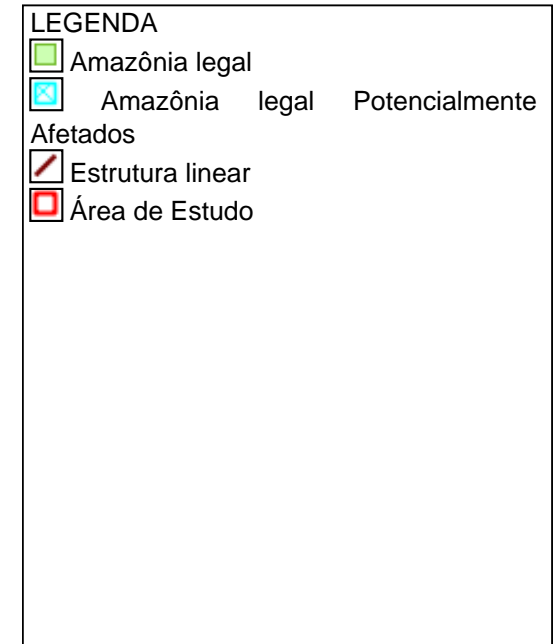 LEGENDA
Amazônia legal
Amazônia legal Potencialmente
Afetados
Estrutura linear
Área de Estudo